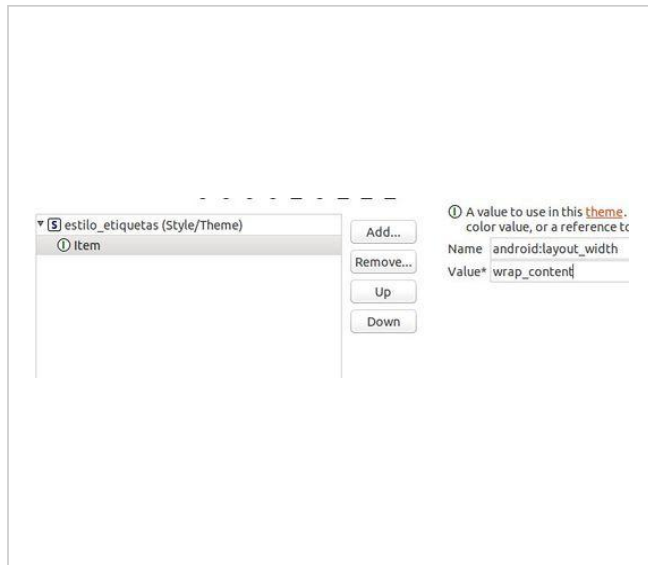 S estilo_etiquetas (Style/Theme)
I Item
Add...
Remove...
Up
Down
I A value to use in this theme.
color value, or a reference to
Name android:layout_width
Value* wrap_content